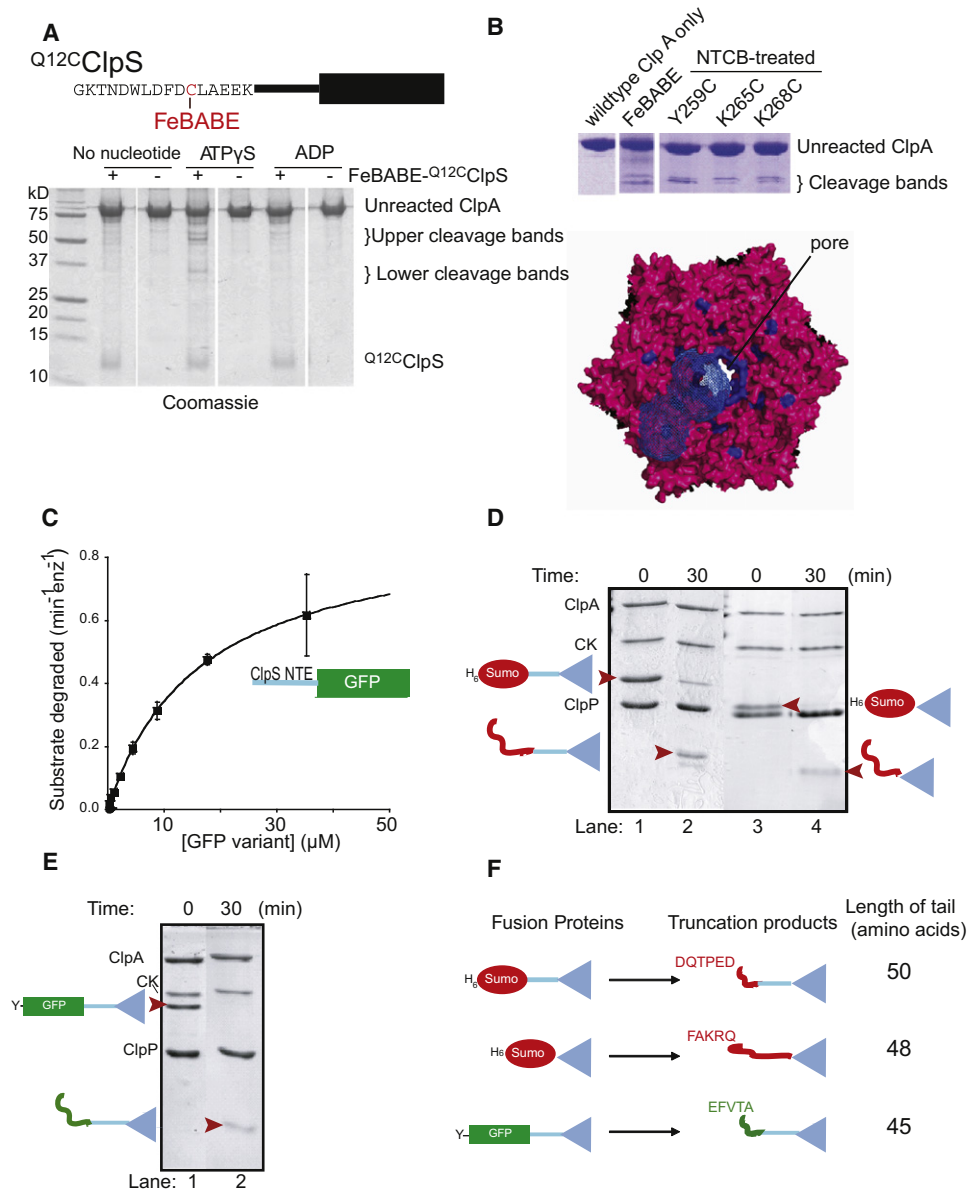 A
Q12CClpS
GKTNDWLDFDCLAEEK
FeBABE
No nucleotide ATPγS ADP
+ - + - + - FeBABE-Q12CClpS
kD
75
50
37
25
20
15
10
Unreacted ClpA
}Upper cleavage bands
} Lower cleavage bands
Q12CClpS
Coomassie
B
wildtype Clp A only
FeBABE
NTCB-treated
Y259C
K265C
K268C
Unreacted ClpA
} Cleavage bands
pore
C
Substrate degraded (min-1enz-1)
0.8
0.6
0.4
0.2
0.0
10 30 50
[GFP variant] (μM)
ClpS NTE
GFP
D
Time: 0 30 0 30 (min)
ClpA
CK
H6 Sumo
ClpP
H6 Sumo
Lane: 1 2 3 4
E
Time: 0 30 (min)
ClpA
CK
Y- GFP
ClpP
Lane: 1 2
F
Fusion Proteins Truncation products Length of tail
(amino acids)
H6 Sumo DQTPED 50
H6 Sumo FAKRQ 48
Y- GFP EFVTA 45